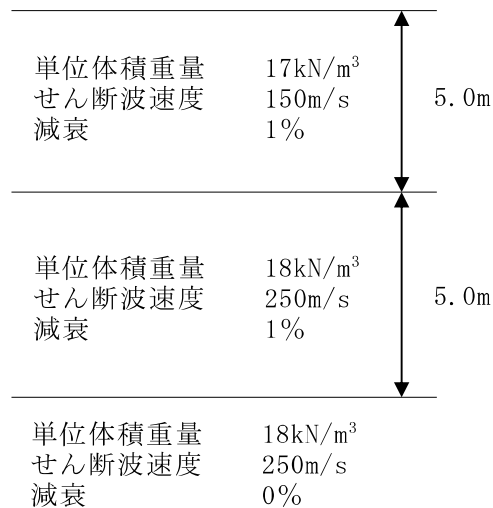 単位体積重量 17kN/m³
せん断波速度 150m/s
減衰 1%
5.0m
単位体積重量 18kN/m³
せん断波速度 250m/s
減衰 1%
5.0m
単位体積重量 18kN/m³
せん断波速度 250m/s
減衰 0%